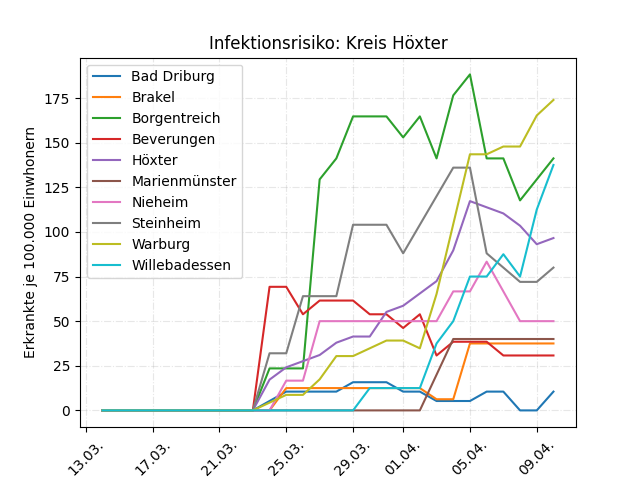 Infektionsrisiko: Kreis Höxter
Erkrankte je 100.000 Einwhonern
175
150
125
100
75
50
25
0
Bad Driburg
Brakel
Borgentreich
Beverungen
Höxter
Marienmünster
Nieheim
Steinheim
Warburg
Willebadessen
13.03.
17.03.
21.03.
25.03.
29.03.
01.04.
05.04.
09.04.